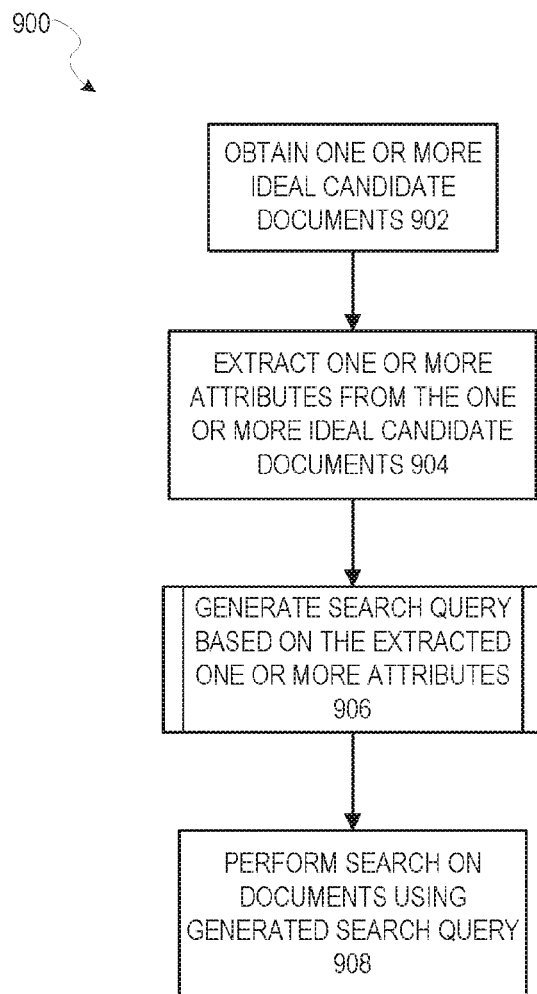 900
OBTAIN ONE OR MORE
IDEAL CANDIDATE
DOCUMENTS 902
EXTRACT ONE OR MORE
ATTRIBUTES FROM THE ONE
OR MORE IDEAL CANDIDATE
DOCUMENTS 904
GENERATE SEARCH QUERY
BASED ON THE EXTRACTED
ONE OR MORE ATTRIBUTES
906
PERFORM SEARCH ON
DOCUMENTS USING
GENERATED SEARCH QUERY
908